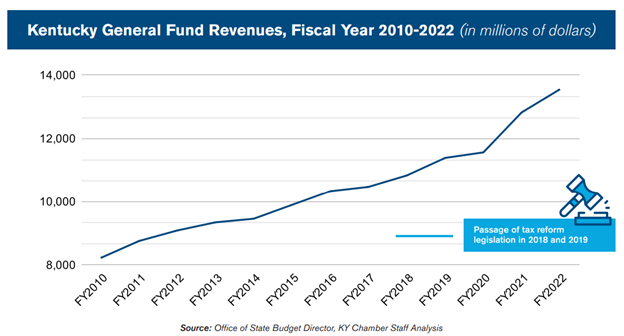 Kentucky General Fund Revenues, Fiscal Year 2010-2022 (in millions of dollars)
14,000
12,000
10,000
8,000
Passage of tax reform
legislation in 2018 and 2019
FY2010
FY2011
FY2012
FY2013
FY2014
FY2015
FY2016
FY2017
FY2018
FY2019
FY2020
FY2021
FY2022
Source: Office of State Budget Director, KY Chamber Staff Analysis